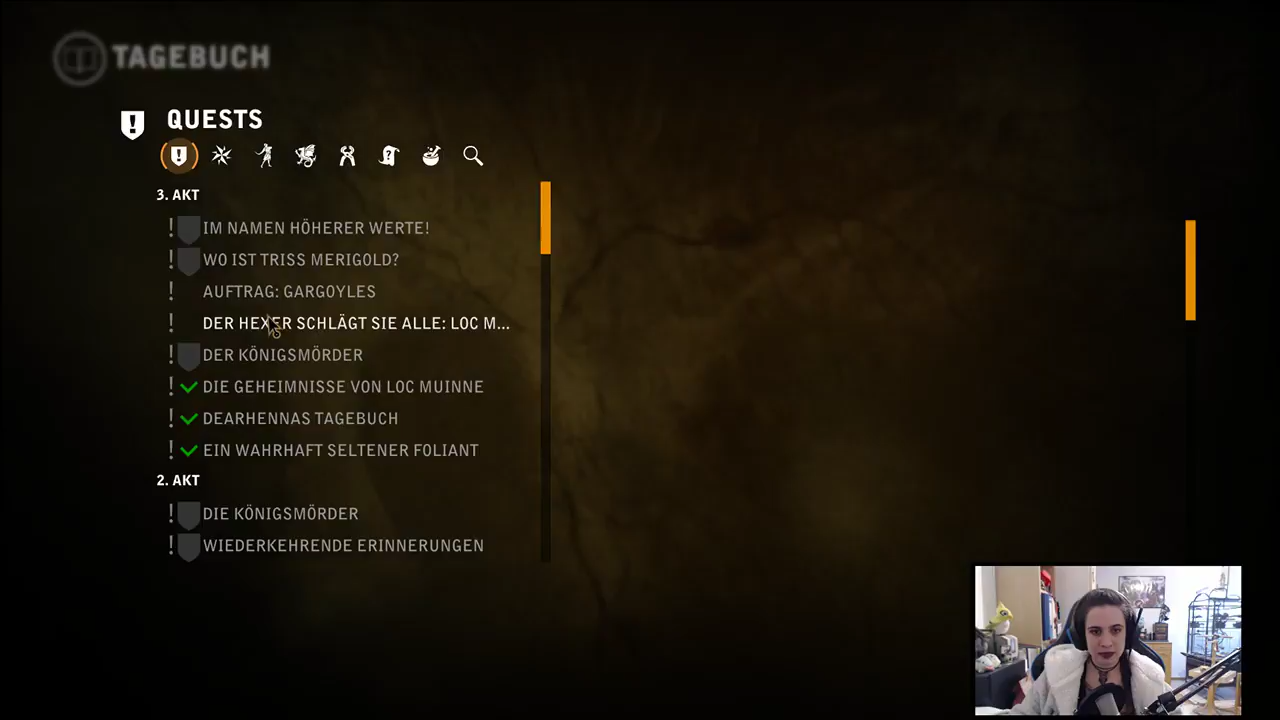 TAGEBUCH
QUESTS
3. AKT
! IM NAMEN HÖHERER WERTE!
! WO IST TRISS MERIGOLD?
! AUFTRAG: GARGOYLES
! DER HEXER SCHLÄGT SIE ALLE: LOC M...
! DER KÖNIGSMÖRDER
! DIE GEHEIMNISSE VON LOC MUINNE
! DEARHENNAS TAGEBUCH
! EIN WAHRHAFT SELTENER FOLIANT
2. AKT
! DIE KÖNIGSMÖRDER
! WIEDERKEHRENDE ERINNERUNGEN